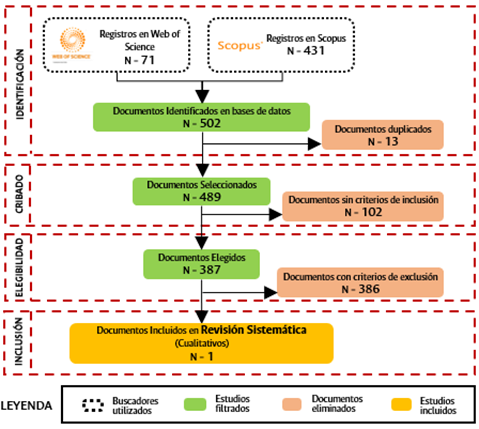 IDENTIFICACIÓN
WEB OF SCIENCE
Registros en Web of
Science
N - 71
Scopus
Registros en Scopus
N - 431
Documentos Identificados en bases de datos
N - 502
Documentos duplicados
N - 13
CRIBADO
Documentos Seleccionados
N - 489
Documentos sin criterios de inclusión
N - 102
ELEGIBILIDAD
Documentos Elegidos
N - 387
Documentos con criterios de exclusión
N - 386
INCLUSIÓN
Documentos Incluidos en Revisión Sistemática
(Cualitativos)
N - 1
LEYENDA
Buscadores
utilizados
Estudios
filtrados
Documentos
eliminados
Estudios
incluidos